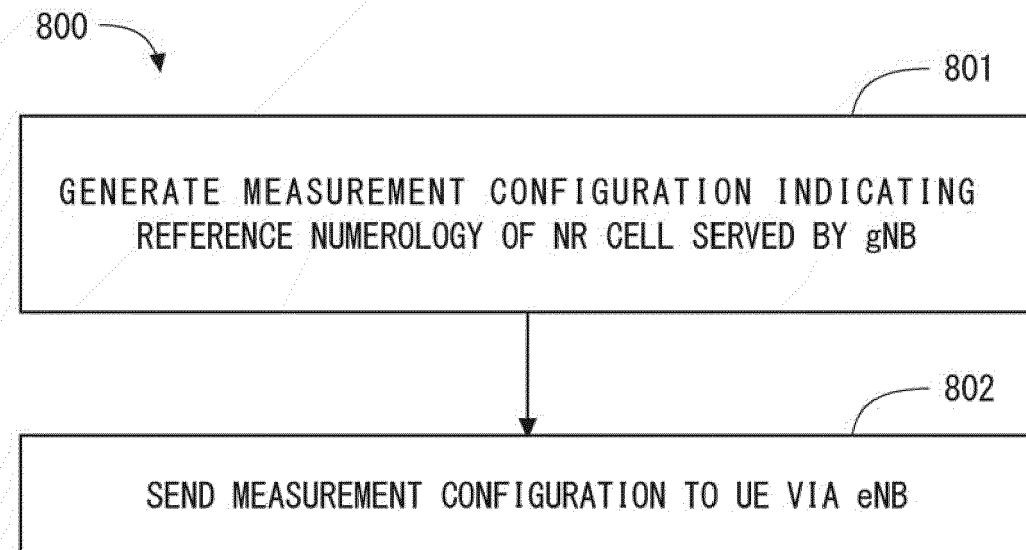 800
801
GENERATE MEASUREMENT CONFIGURATION INDICATING
REFERENCE NUMEROLOGY OF NR CELL SERVED BY gNB
802
SEND MEASUREMENT CONFIGURATION TO UE VIA eNB